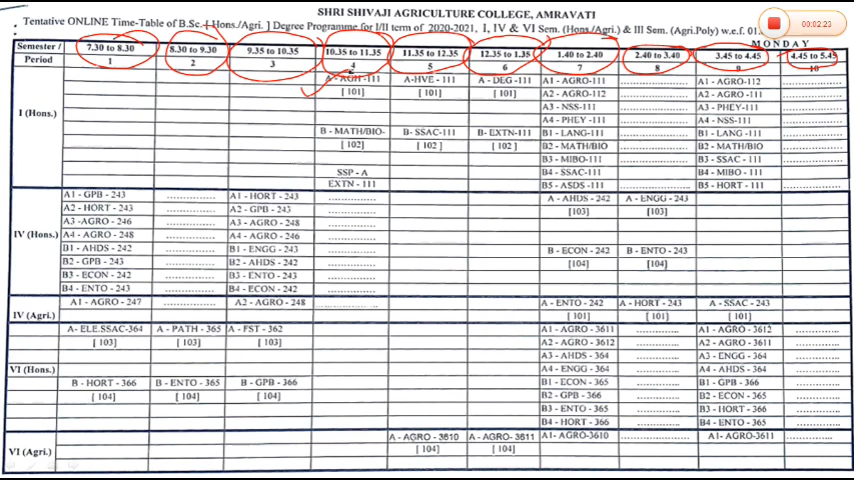 SHRI SHIVAJI AGRICULTURE COLLEGE, AMRAVATI
Tentative ONLINE Time-Table of B.Sc.[ Hons./Agri. ] Degree Programme for I/II term of 2020-2021, I, IV & VI Sem. (Hons./Agri.) & III Sem. (Agri.Poly) w.e.f. 01.
00:02:23
MONDAY
Semester / Period 7.30 to 8.30 8.30 to 9.30 9.35 to 10.35 10.35 to 11.35 11.35 to 12.35 12.35 to 1.35 1.40 to 2.40 2.40 to 3.40 3.45 to 4.45 4.45 to 5.45
1 2 3 4 5 6 7 8 9 10
I (Hons.)
A - AGRI-111 A-HVE - 111 A - DEG - 111 A1 - AGRO-111 .................. A1 - AGRO-112 ..................
[101] [101] [101] A2 - AGRO-112 .................. A2 - AGRO-111 ..................
A3 - NSS-111 .................. A3 - PHEY-111 ..................
A4 - PHEY -111 .................. A4 - NSS-111 ..................
B - MATH/BIO- B- SSAC-111 B- EXTN-111 B1 - LANG-111 .................. B1 - LANG -111 ..................
[102] [102 ] [102 ] B2 - MATH/BIO .................. B2 - MATH/BIO ..................
B3 - MIBO-111 .................. B3 - SSAC - 111 ..................
SSP - A B4 - SSAC-111 .................. B4 - MIBO - 111 ..................
EXTN - 111 B5 - ASDS -111 .................. B5 - HORT - 111 ..................
IV (Hons.)
A1 - GPB - 243 .................. A1 - HORT - 243 .................. A - AHDS -242 A - ENGG - 243
A2 - HORT - 243 .................. A2 - GPB - 243 .................. [103] [103]
A3 -AGRO - 246 .................. A3 - AGRO - 248 ..................
A4 - AGRO - 248 .................. A4 - AGRO - 246 ..................
B1 - AHDS - 242 .................. B1 - ENGG - 243 .................. B - ECON - 242 B - ENTO - 243
B2 - GPB - 243 .................. B2 - AHDS - 242 .................. [104] [104]
B3 - ECON - 242 .................. B3 - ENTO - 243 ..................
B4 - ENTO - 243 .................. B4 - ECON - 242 ..................
IV (Agri.)
A1 - AGRO - 247 .................. A2 - AGRO - 248 .................. A - ENTO - 242 A - HORT - 243 A - SSAC - 243
[101] [101] [101]
VI (Hons.)
A- ELE.SSAC-364 A - PATH - 365 A - FST - 362 A1 - AGRO - 3611 .................. A1 - AGRO - 3612 ..................
[103] [103] [103] A2 - AGRO - 3612 .................. A2 - AGRO - 3611 ..................
A3 - AHDS - 364 .................. A3 - ENGG - 364 ..................
A4 - ENGG - 364 .................. A4 - AHDS - 364 ..................
B - HORT - 366 B - ENTO - 365 B - GPB - 366 B1 - ECON - 365 .................. B1 - GPB - 366 ..................
[104] [104] [104] B2 - GPB - 366 .................. B2 - ECON - 365 ..................
B3 - ENTO - 365 .................. B3 - HORT - 366 ..................
B4 - HORT - 366 .................. B4 - ENTO - 365 ..................
VI (Agri.)
A - AGRO - 3610 A - AGRO- 3611 A1- AGRO-3610 .................. A1- AGRO-3611 ..................
[104] [104]